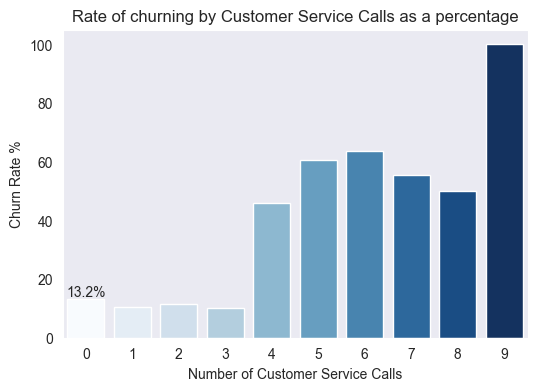 Rate of churning by Customer Service Calls as a percentage
Churn Rate %
100
80
60
40
20
0
13.2%
0 1 2 3 4 5 6 7 8 9
Number of Customer Service Calls